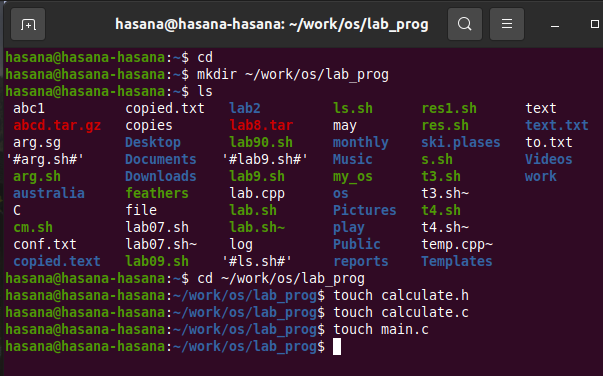 hasana@hasana-hasana: ~/work/os/lab_prog
hasana@hasana-hasana:~$ cd
hasana@hasana-hasana:~$ mkdir ~/work/os/lab_prog
hasana@hasana-hasana:~$ ls
abc1 copied.txt lab2 ls.sh res1.sh text
abcd.tar.gz copies lab8.tar may res.sh text.txt
arg.sg Desktop lab90.sh monthly ski.plases to.txt
'#arg.sh#' Documents '#lab9.sh#' Music s.sh Videos
arg.sh Downloads lab9.sh my_os t3.sh work
australia feathers lab.cpp os t3.sh~
C file lab.sh Pictures t4.sh
cm.sh lab07.sh lab.sh~ play t4.sh~
conf.txt lab07.sh~ log Public temp.cpp~
copied.text lab09.sh '#ls.sh#' reports Templates
hasana@hasana-hasana:~$ cd ~/work/os/lab_prog
hasana@hasana-hasana:~/work/os/lab_prog$ touch calculate.h
hasana@hasana-hasana:~/work/os/lab_prog$ touch calculate.c
hasana@hasana-hasana:~/work/os/lab_prog$ touch main.c
hasana@hasana-hasana:~/work/os/lab_prog$